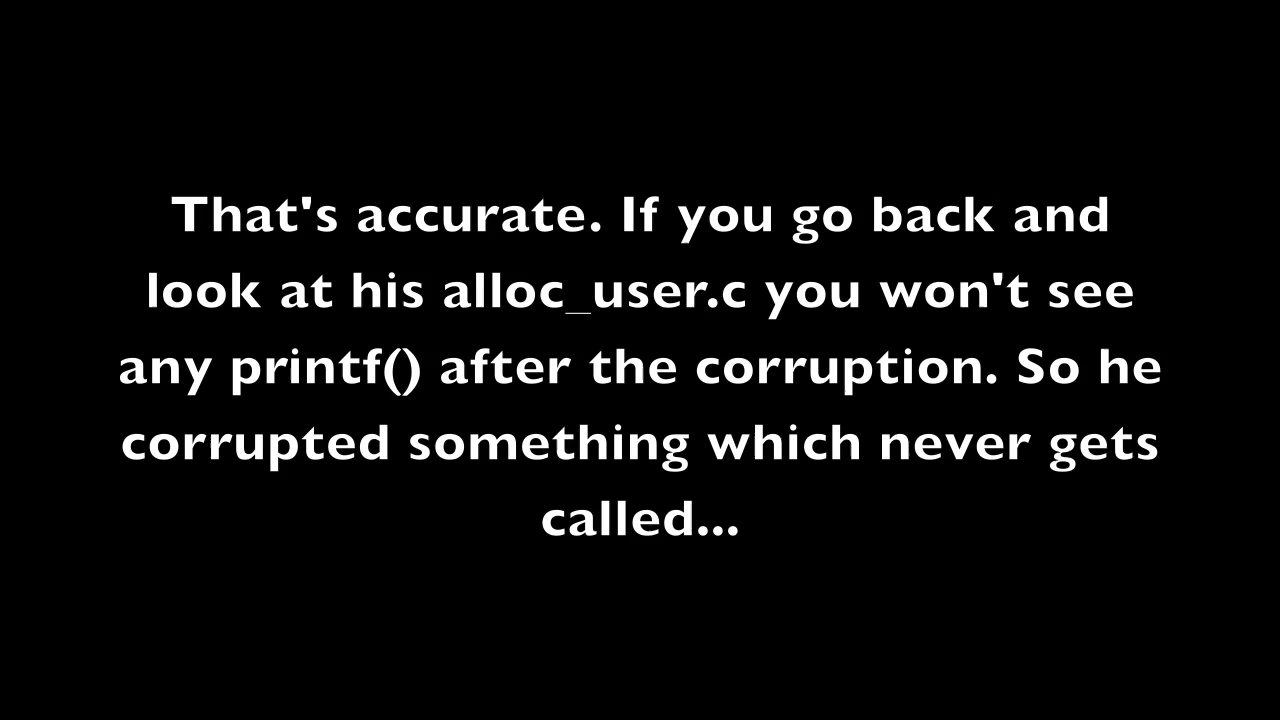 That's accurate. If you go back and
look at his alloc_user.c you won't see
any printf() after the corruption. So he
corrupted something which never gets
called...